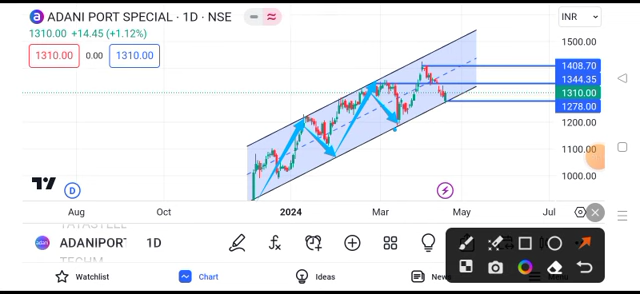 ADANI PORT SPECIAL · 1D · NSE
INR
1310.00 +14.45 (+1.12%)
1310.00 0.00 1310.00
1500.00
1408.70
1344.35
1310.00
1278.00
1200.00
1100.00
1000.00
D
Aug Oct 2024 Mar May Jul
ADANIPORT 1D
TECHM
Watchlist Chart Ideas News